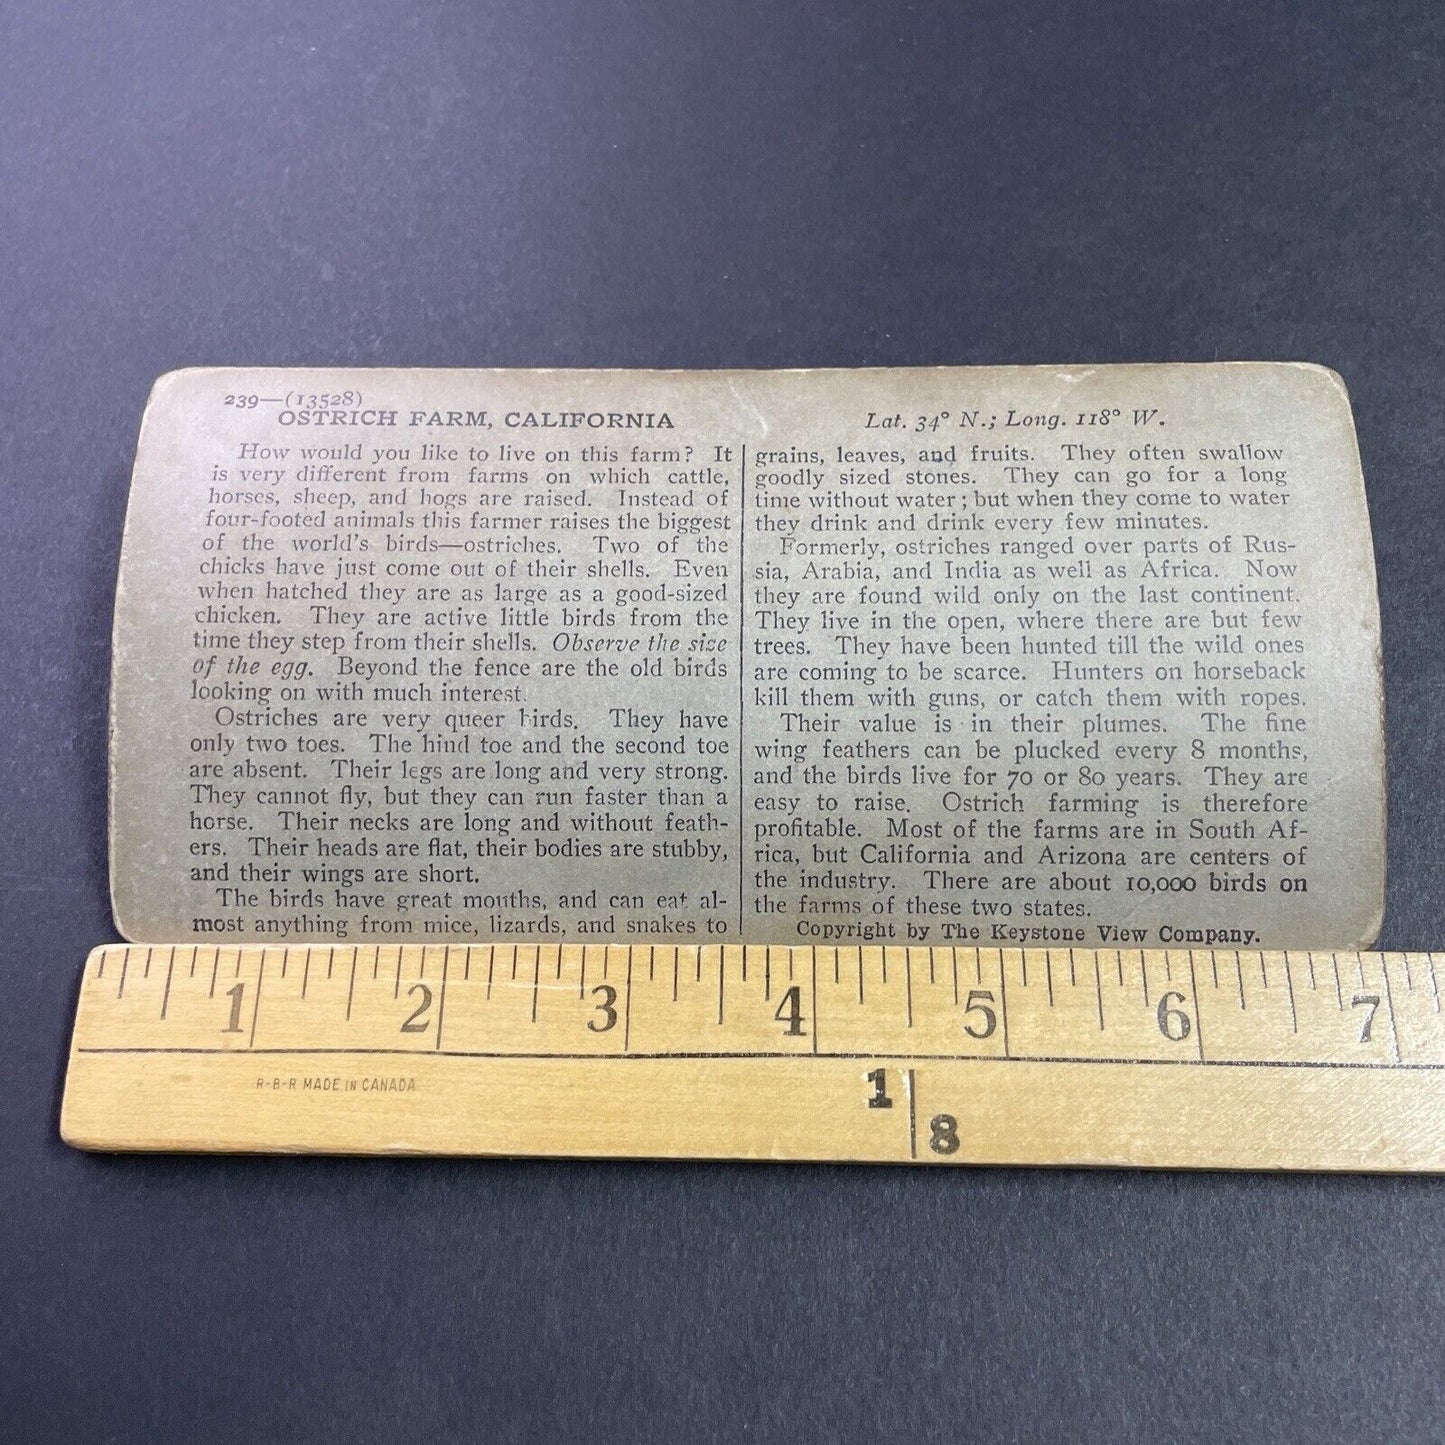 239—(13528)
OSTRICH FARM, CALIFORNIA
How would you like to live on this farm? It
is very different from farms on which cattle,
horses, sheep, and hogs are raised. Instead of
four-footed animals this farmer raises the biggest
of the world's birds—ostriches. Two of the
chicks have just come out of their shells. Even
when hatched they are as large as a good-sized
chicken. They are active little birds from the
time they step from their shells. Observe the size
of the egg. Beyond the fence are the old birds
looking on with much interest.
Ostriches are very queer birds. They have
only two toes. The hind toe and the second toe
are absent. Their legs are long and very strong.
They cannot fly, but they can run faster than a
horse. Their necks are long and without feath-
ers. Their heads are flat, their bodies are stubby,
and their wings are short.
The birds have great mouths, and can eat al-
most anything from mice, lizards, and snakes to
Lat. 34° N.; Long. 118° W.
grains, leaves, and fruits. They often swallow
goodly sized stones. They can go for a long
time without water; but when they come to water
they drink and drink every few minutes.
Formerly, ostriches ranged over parts of Rus-
sia, Arabia, and India as well as Africa. Now
they are found wild only on the last continent.
They live in the open, where there are but few
trees. They have been hunted till the wild ones
are coming to be scarce. Hunters on horseback
kill them with guns, or catch them with ropes.
Their value is in their plumes. The fine
wing feathers can be plucked every 8 months,
and the birds live for 70 or 80 years. They are
easy to raise. Ostrich farming is therefore
profitable. Most of the farms are in South Af-
rica, but California and Arizona are centers of
the industry. There are about 10,000 birds on
the farms of these two states.
Copyright by The Keystone View Company.
1 2 3 4 5 6 7
R-B-R MADE IN CANADA
1
8